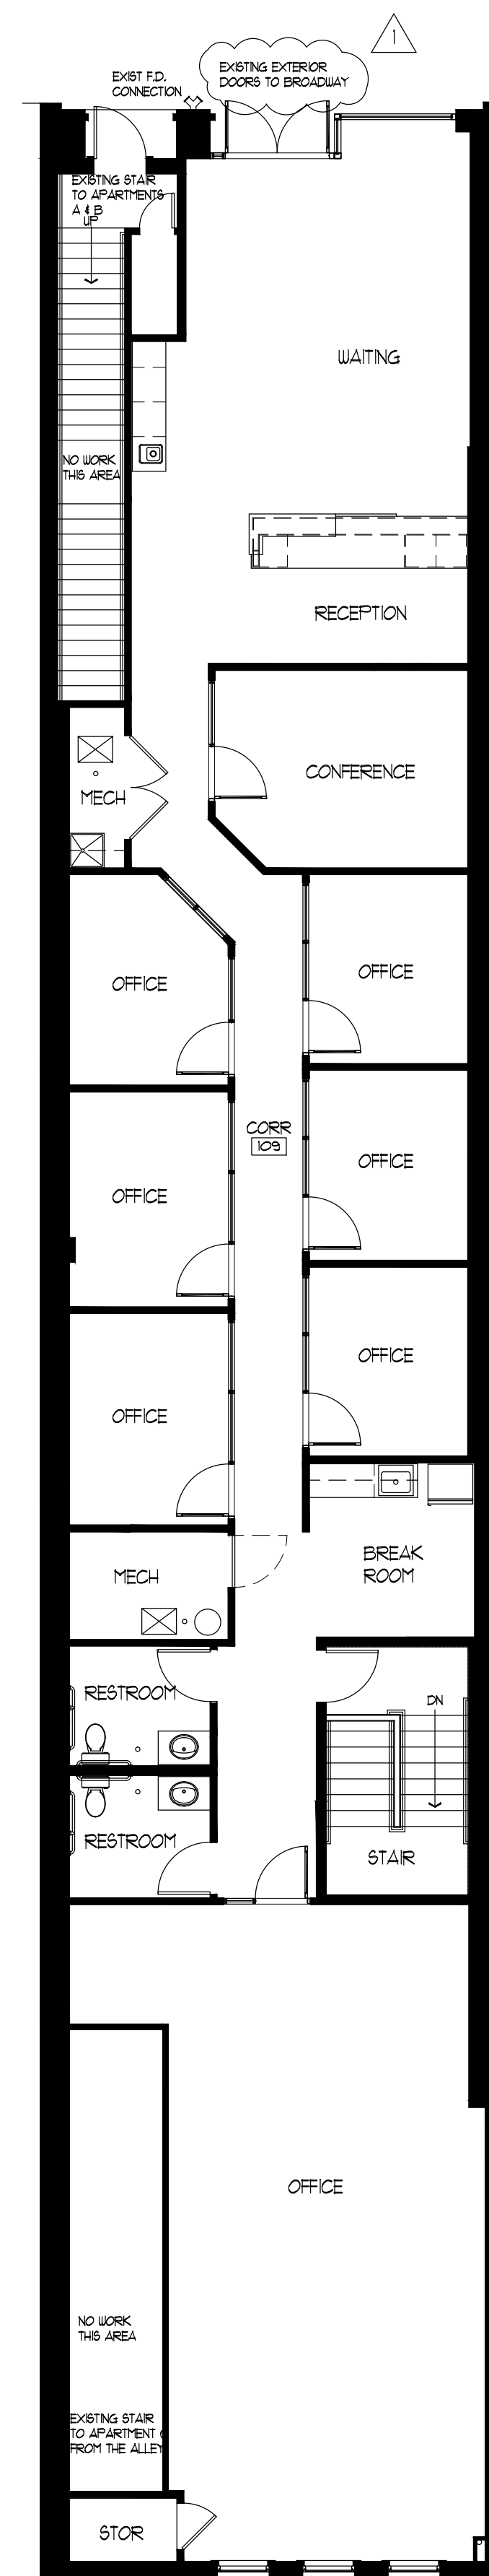 1
EXISTING EXTERIOR
DOORS TO BROADWAY
EXIST F.D.
CONNECTION
EXISTING STAIR
TO APARTMENTS
A & B
UP
WAITING
NO WORK
THIS AREA
RECEPTION
CONFERENCE
MECH
OFFICE
OFFICE
CORR
109
OFFICE
OFFICE
OFFICE
OFFICE
BREAK
ROOM
MECH
RESTROOM
DN
RESTROOM
STAIR
OFFICE
NO WORK
THIS AREA
EXISTING STAIR
TO APARTMENT
FROM THE ALLEY
STOR